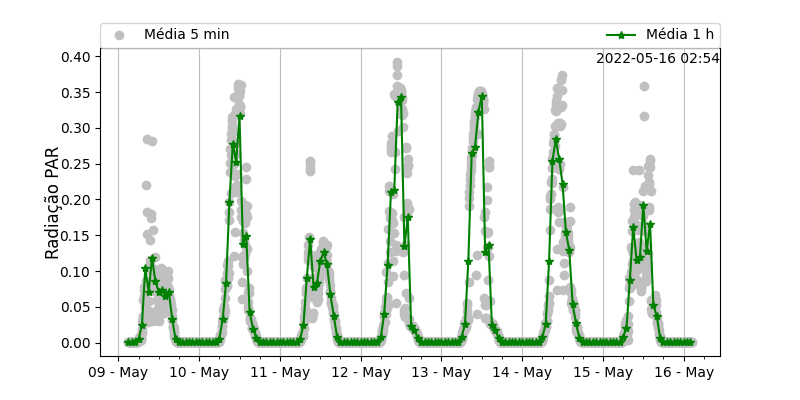 Média 5 min
Média 1 h
2022-05-16 02:54
Radiação PAR
0.40
0.35
0.30
0.25
0.20
0.15
0.10
0.05
0.00
09 - May
10 - May
11 - May
12 - May
13 - May
14 - May
15 - May
16 - May